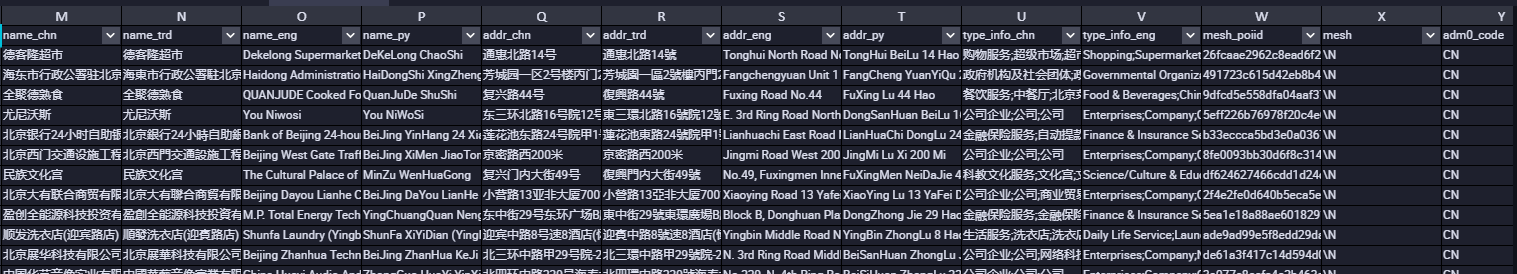 M N O P Q R S T U V W X Y
name_chn name_trd name_eng name_py addr_chn addr_trd addr_eng addr_py type_info_chn type_info_eng mesh_poiid mesh adm0_code
德客隆超市 德客隆超市 Dekelong Supermarket DeKeLong ChaoShi 通惠北路14号 通惠北路14號 Tonghui North Road N TongHui BeiLu 14 Hao 购物服务;超级市场;超市 Shopping;Supermarket 26fcaae2962c8ead6f2 \N CN
海东市行政公署驻北京 海東市行政公署駐北京 Haidong Administration HaiDongShi XingZheng 芳城园一区2号楼丙门2 芳城園一區2號樓丙門2 Fangchengyuan Unit 1 FangCheng YuanYiQu 2 政府机构及社会团体; Governmental Organiza 491723c615d42eb8b4 \N CN
全聚德熟食 全聚德熟食 QUANJUDE Cooked Fo QuanJuDe ShuShi 复兴路44号 復興路44號 Fuxing Road No.44 FuXing Lu 44 Hao 餐饮服务;中餐厅;北京 Food & Beverages;Chin 9dfcd5e558dfa04aaf3 \N CN
尤尼沃斯 尤尼沃斯 You Niwosi You NiWoSi 东三环北路16号院12号 東三環北路16號院12號 E. 3rd Ring Road North DongSanHuan BeiLu 1 公司企业;公司;公司 Enterprises;Company;C 5eff226b76978f20c4e \N CN
北京银行24小时自助银 北京銀行24小時自助銀 Bank of Beijing 24-hour BeiJing YinHang 24 Xia 莲花池东路24号院甲1 蓮花池東路24號院甲1 Lianhuachi East Road LianHuaChi DongLu 24 金融保险服务;自动提款 Finance & Insurance Se b33eccca5bd3e0a036 \N CN
北京西门交通设施工程 北京西門交通設施工程 Beijing West Gate Traff BeiJing XiMen JiaoTon 京密路西200米 京密路西200米 Jingmi Road West 200 JingMi Lu Xi 200 Mi 公司企业;公司;公司 Enterprises;Company;C 8fe0093bb30d6f8c314 \N CN
民族文化宫 民族文化宮 The Cultural Palace of MinZu WenHuaGong 复兴门内大街49号 復興門內大街49號 No.49, Fuxingmen Inne FuXingMen NeiDaJie 4 科教文化服务;文化宫; Science/Culture & Educ df624627466cdd1d24 \N CN
北京大有联合商贸有限 北京大有聯合商貿有限 Beijing Dayou Lianhe C BeiJing DaYou LianHe 小营路13亚非大厦700 小營路13亞非大厦700 Xiaoying Road 13 Yafe XiaoYing Lu 13 YaFei D 公司企业;公司;商业贸易 Enterprises;Company;C 2f4e2fe0d640b5eca5e \N CN
盈创全能源科技投资有 盈創全能源科技投資有 M.P. Total Energy Tech YingChuangQuan Neng 东中街29号东环广场B 東中街29號東環廣場B Block B, Donghuan Pla DongZhong Jie 29 Hao 金融保险服务;金融保险 Finance & Insurance Se 5ea1e18a88ae601829 \N CN
顺发洗衣店(迎宾路店) 順發洗衣店(迎賓路店) Shunfa Laundry (Yingb ShunFa XiYiDian (Ying 迎宾中路8号速8酒店( 迎賓中路8號速8酒店( Yingbin Middle Road N YingBin ZhongLu 8 Ha 生活服务;洗衣店;洗衣店 Daily Life Service;Laun ade9ad99e5f8edd29da \N CN
北京展华科技有限公司 北京展華科技有限公司 Beijing Zhanhua Techn BeiJing ZhanHua KeJi 北三环中路甲29号院 北三環中路甲29號院 N. 3rd Ring Road Midd BeiSanHuan ZhongLu 公司企业;公司;网络科技 Enterprises;Company;N de61a3f417c14d594c \N CN